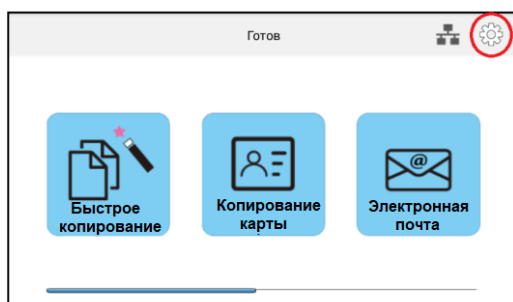 Готов
Быстрое
копирование
Копирование
карты
@
Электронная
почта